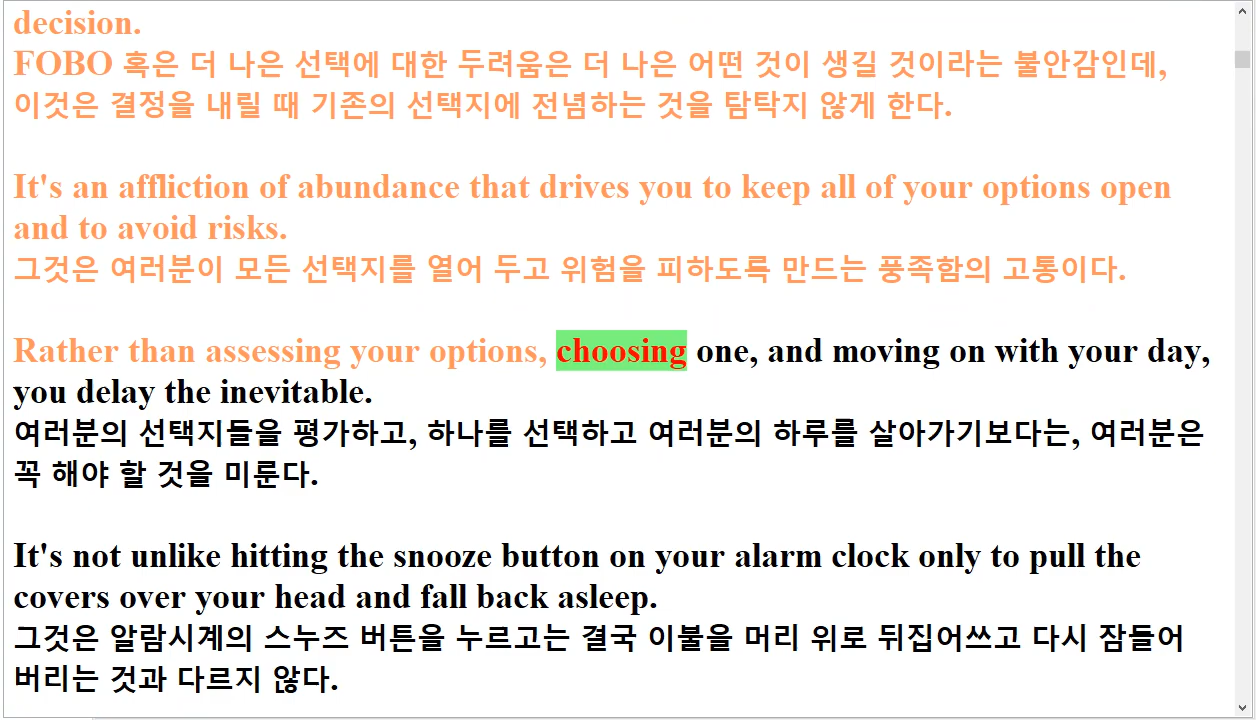 decision.
FOBO 혹은 더 나은 선택에 대한 두려움은 더 나은 어떤 것이 생길 것이라는 불안감인데,
이것은 결정을 내릴 때 기존의 선택지에 전념하는 것을 탐탁지 않게 한다.
It's an affliction of abundance that drives you to keep all of your options open
and to avoid risks.
그것은 여러분이 모든 선택지를 열어 두고 위험을 피하도록 만드는 풍족함의 고통이다.
Rather than assessing your options, choosing one, and moving on with your day,
you delay the inevitable.
여러분의 선택지들을 평가하고, 하나를 선택하고 여러분의 하루를 살아가기보다는, 여러분은
꼭 해야 할 것을 미룬다.
It's not unlike hitting the snooze button on your alarm clock only to pull the
covers over your head and fall back asleep.
그것은 알람시계의 스누즈 버튼을 누르고는 결국 이불을 머리 위로 뒤집어쓰고 다시 잠들어
버리는 것과 다르지 않다.